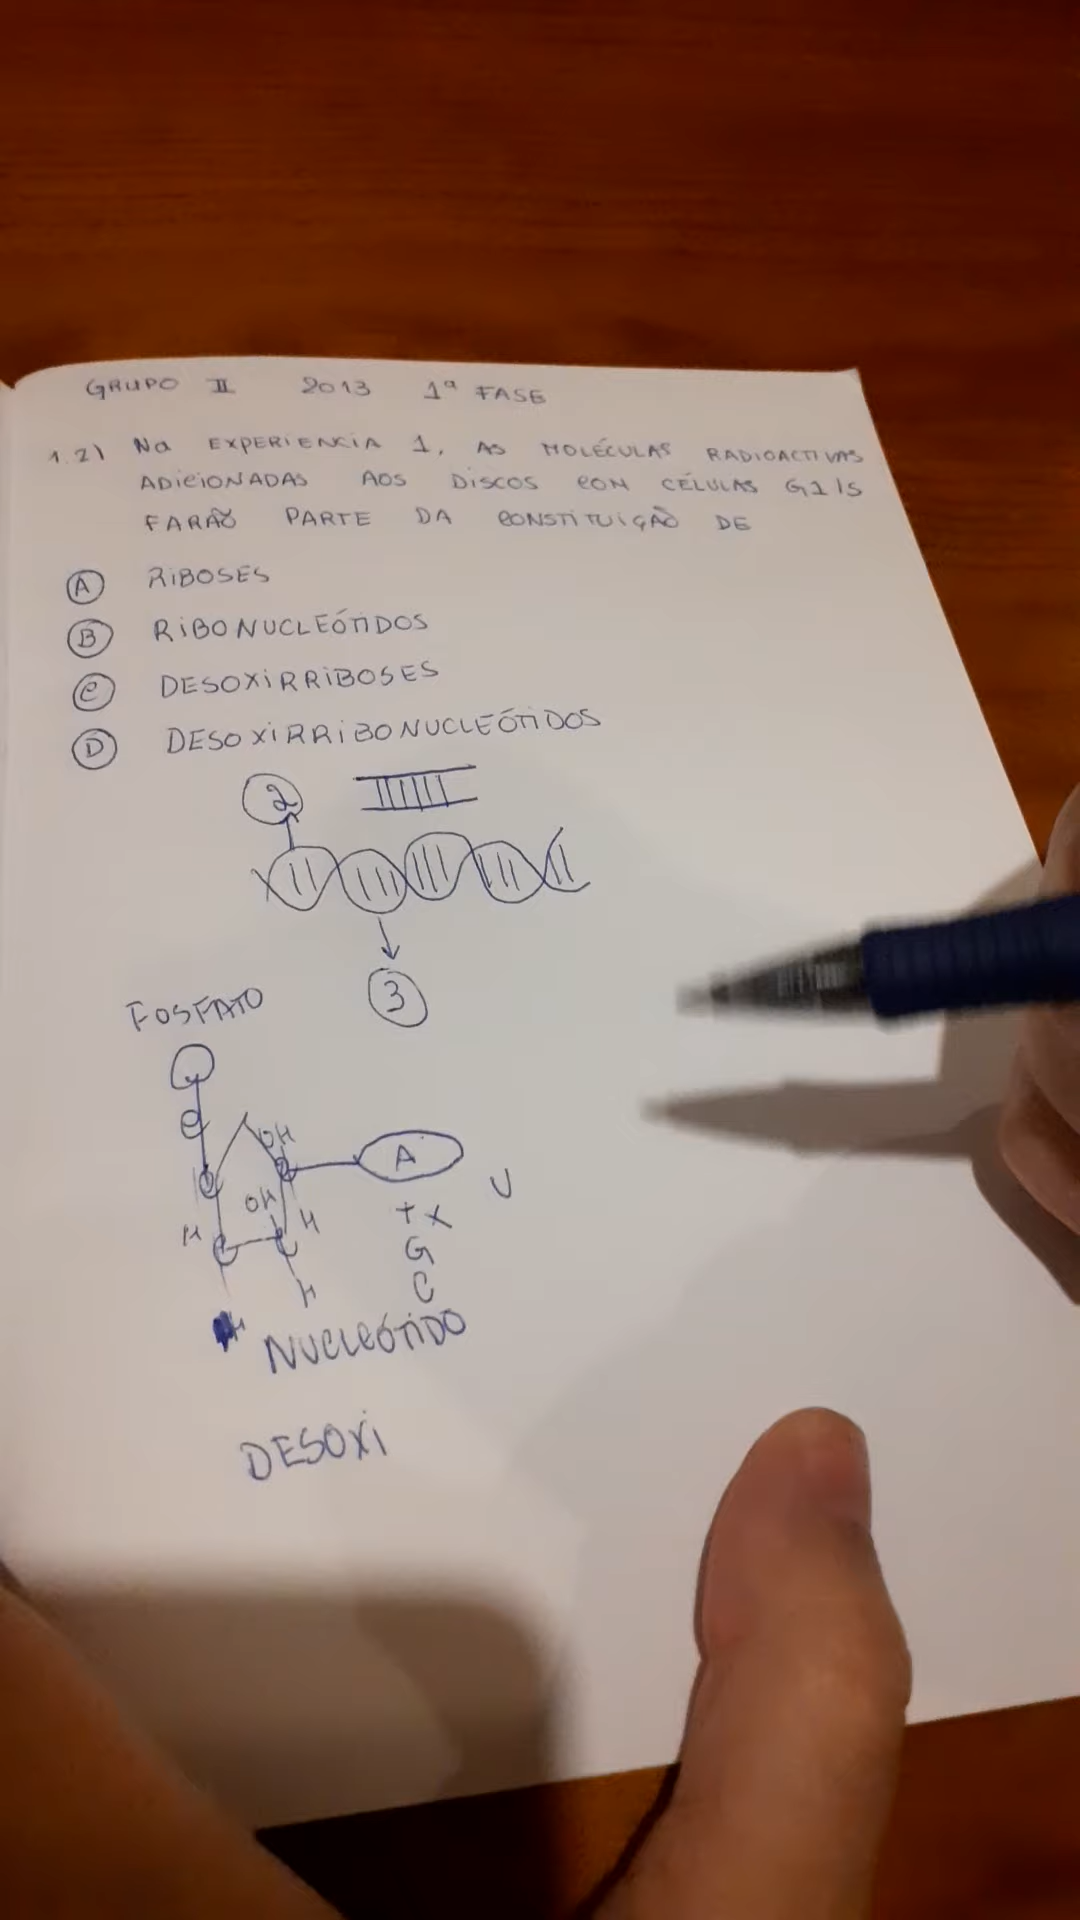 GRUPO II 2013 1ª FASE
1.2) Na EXPERIENCIA 1, AS MOLÉCULAS RADIOACTIVAS
ADICIONADAS AOS DISCOS COM CÉLULAS G1/S
FARÃO PARTE DA CONSTITUIÇÃO DE
A RIBOSES
B RIBONUCLEÓTIDOS
C DESOXIRRIBOSES
D DESOXIRRIBONUCLEÓTIDOS
2
3
FOSFATO
C
OH
C C A
OH U
H H T X
C C G
H C
H
NUCLEÓTIDO
DESOXI